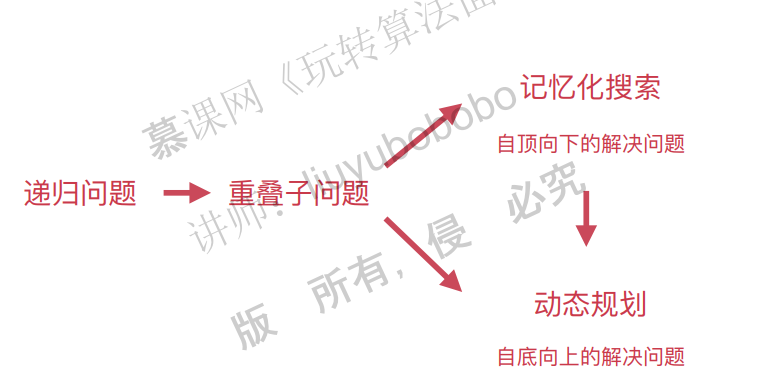 慕课网《玩转算法面
记忆化搜索
自顶向下的解决问题
递归问题
重叠子问题
讲师：liuyubobobo
版 所有，侵 必究
动态规划
自底向上的解决问题